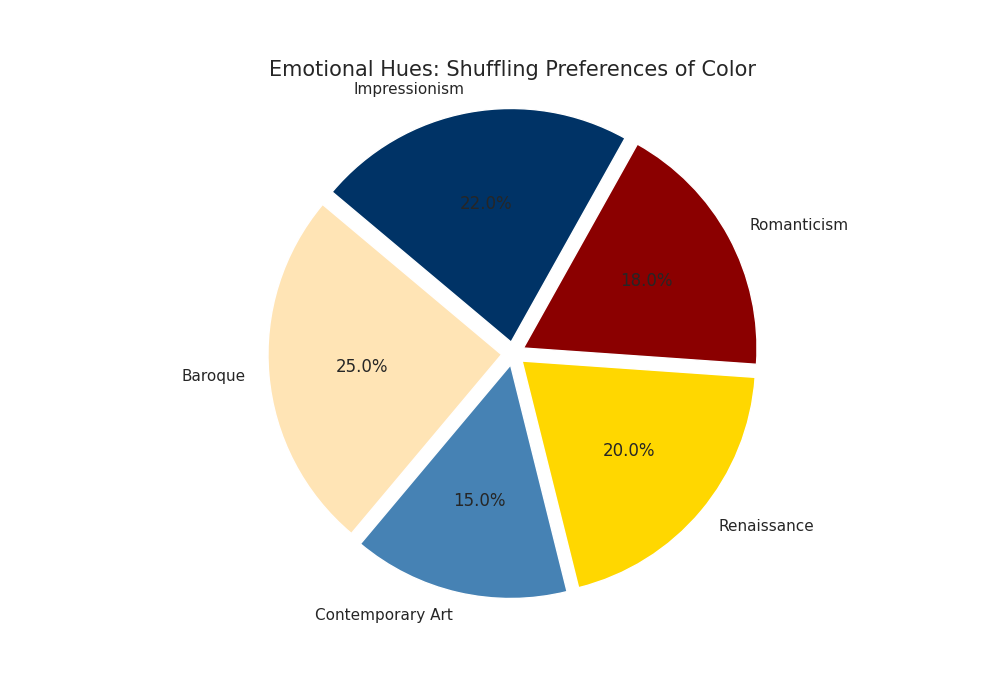 Emotional Hues: Shuffling Preferences of Color
Impressionism
22.0%
Romanticism
18.0%
Baroque
25.0%
20.0%
Renaissance
15.0%
Contemporary Art